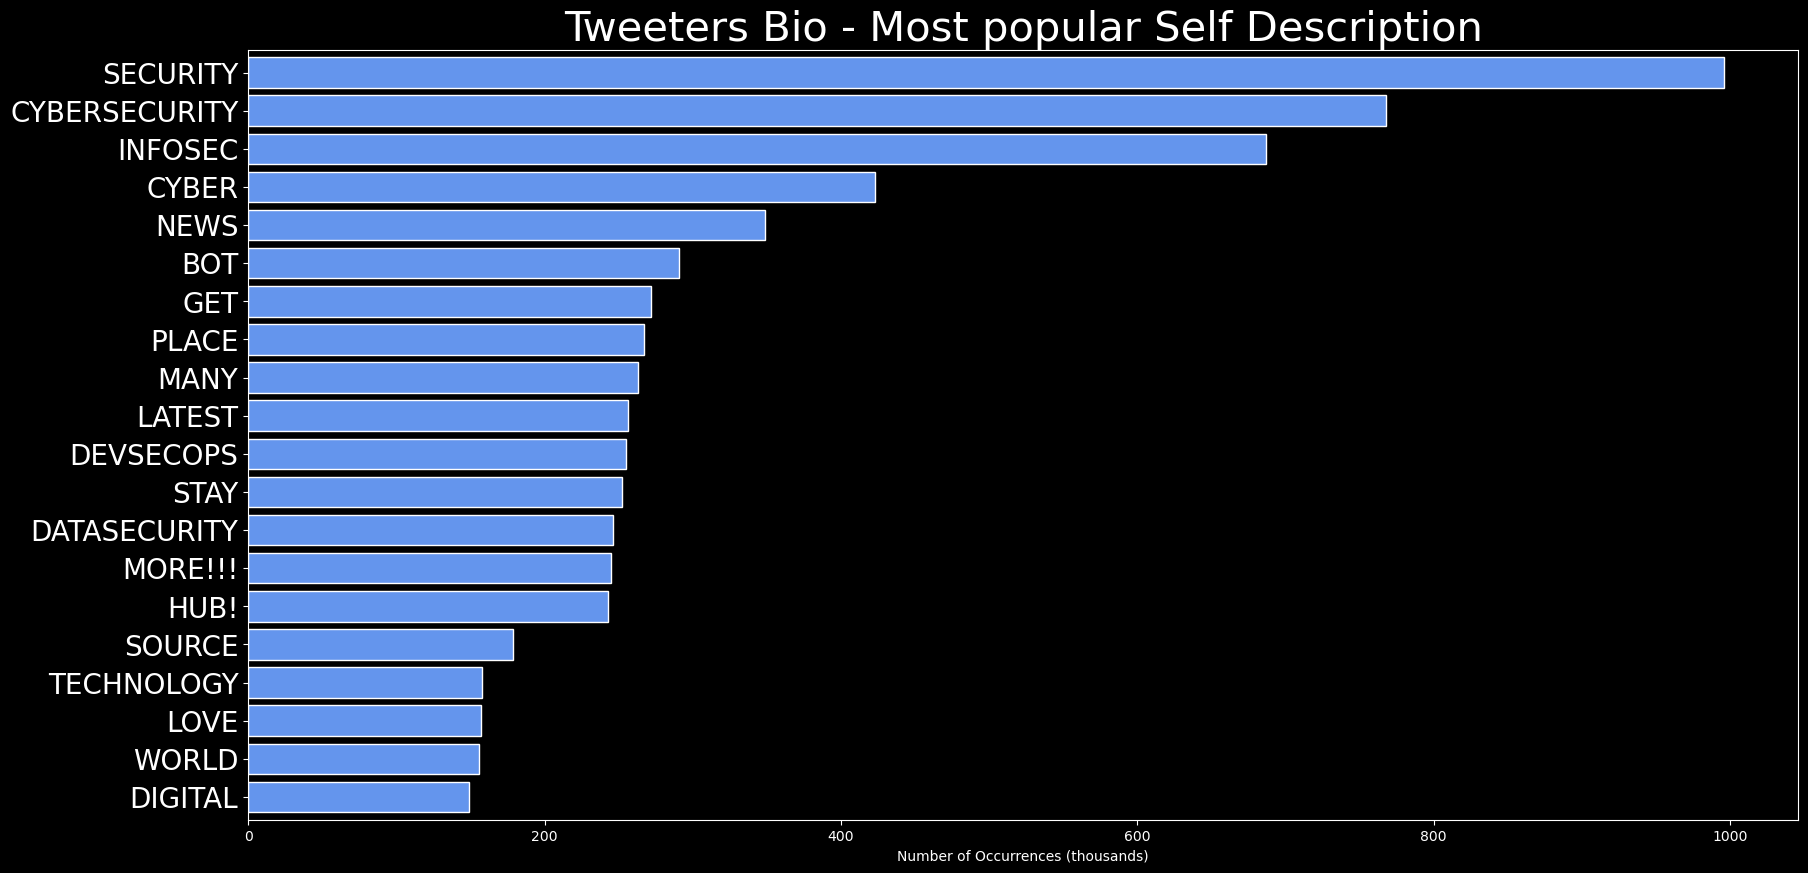 Tweeters Bio - Most popular Self Description
SECURITY
CYBERSECURITY
INFOSEC
CYBER
NEWS
BOT
GET
PLACE
MANY
LATEST
DEVSECOPS
STAY
DATASECURITY
MORE!!!
HUB!
SOURCE
TECHNOLOGY
LOVE
WORLD
DIGITAL
0 200 400 600 800 1000
Number of Occurrences (thousands)